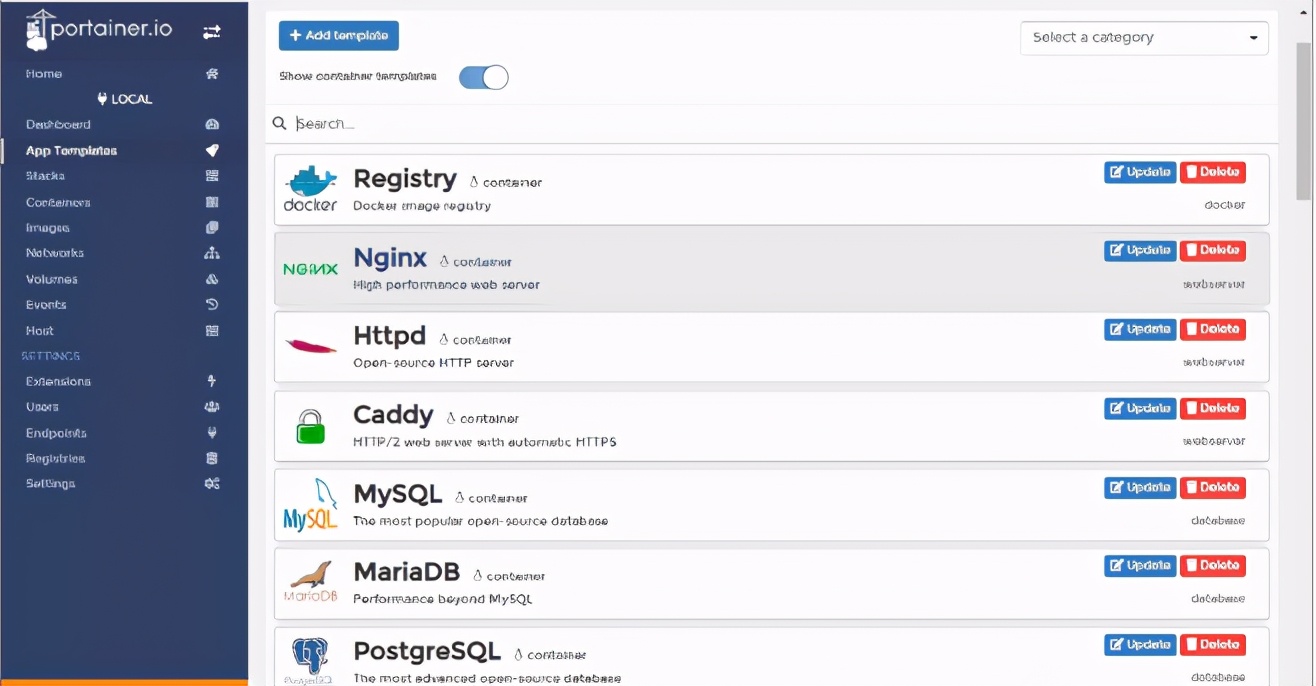 portainer.io
Home
LOCAL
Dashboard
App Templates
Stacks
Containers
Images
Networks
Volumes
Events
Host
SETTINGS
Extensions
Users
Endpoints
Registries
Settings
+ Add template
Select a category
Show container templates
Search...
docker
Registry container
Docker image registry
Update Delete
docker
NGINX
Nginx container
High performance web server
Update Delete
webserver
Httpd container
Open-source HTTP server
Update Delete
webserver
Caddy container
HTTP/2 web server with automatic HTTPS
Update Delete
webserver
MySQL
MySQL container
The most popular open-source database
Update Delete
database
MariaDB
MariaDB container
Performance beyond MySQL
Update Delete
database
PostgreSQL
PostgreSQL container
The most advanced open-source database
Update Delete
database